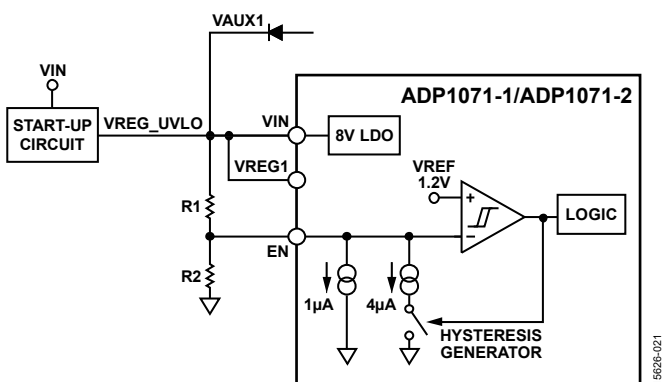 VAUX1
VIN
ADP1071-1/ADP1071-2
START-UP
CIRCUIT
VREG_UVLO
VIN
8V LDO
VREG1
VREF
1.2V
+
–
LOGIC
R1
EN
R2
1µA
4µA
HYSTERESIS
GENERATOR
5626-021